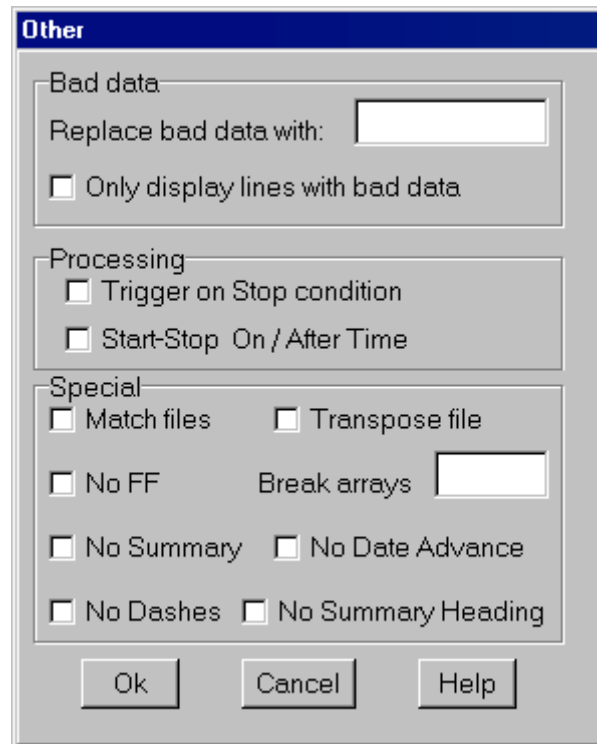 Other
Bad data
Replace bad data with:
Only display lines with bad data
Processing
Trigger on Stop condition
Start-Stop On / After Time
Special
Match files Transpose file
No FF Break arrays
No Summary No Date Advance
No Dashes No Summary Heading
Ok Cancel Help